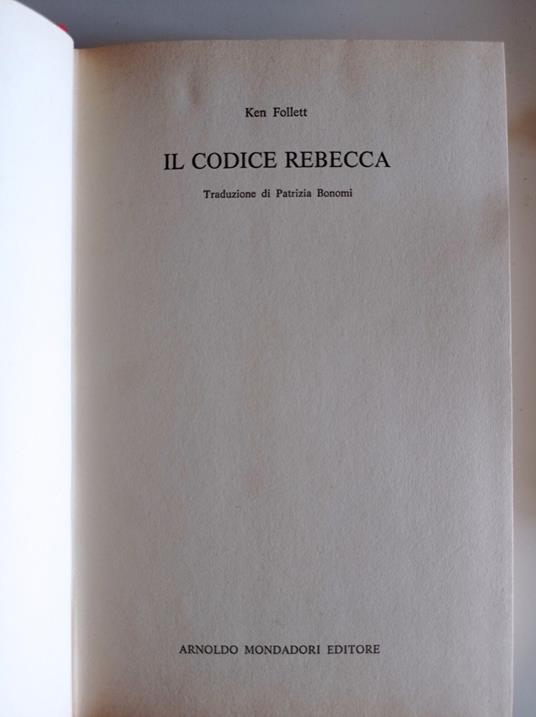 Ken Follett
IL CODICE REBECCA
Traduzione di Patrizia Bonomi
ARNOLDO MONDADORI EDITORE